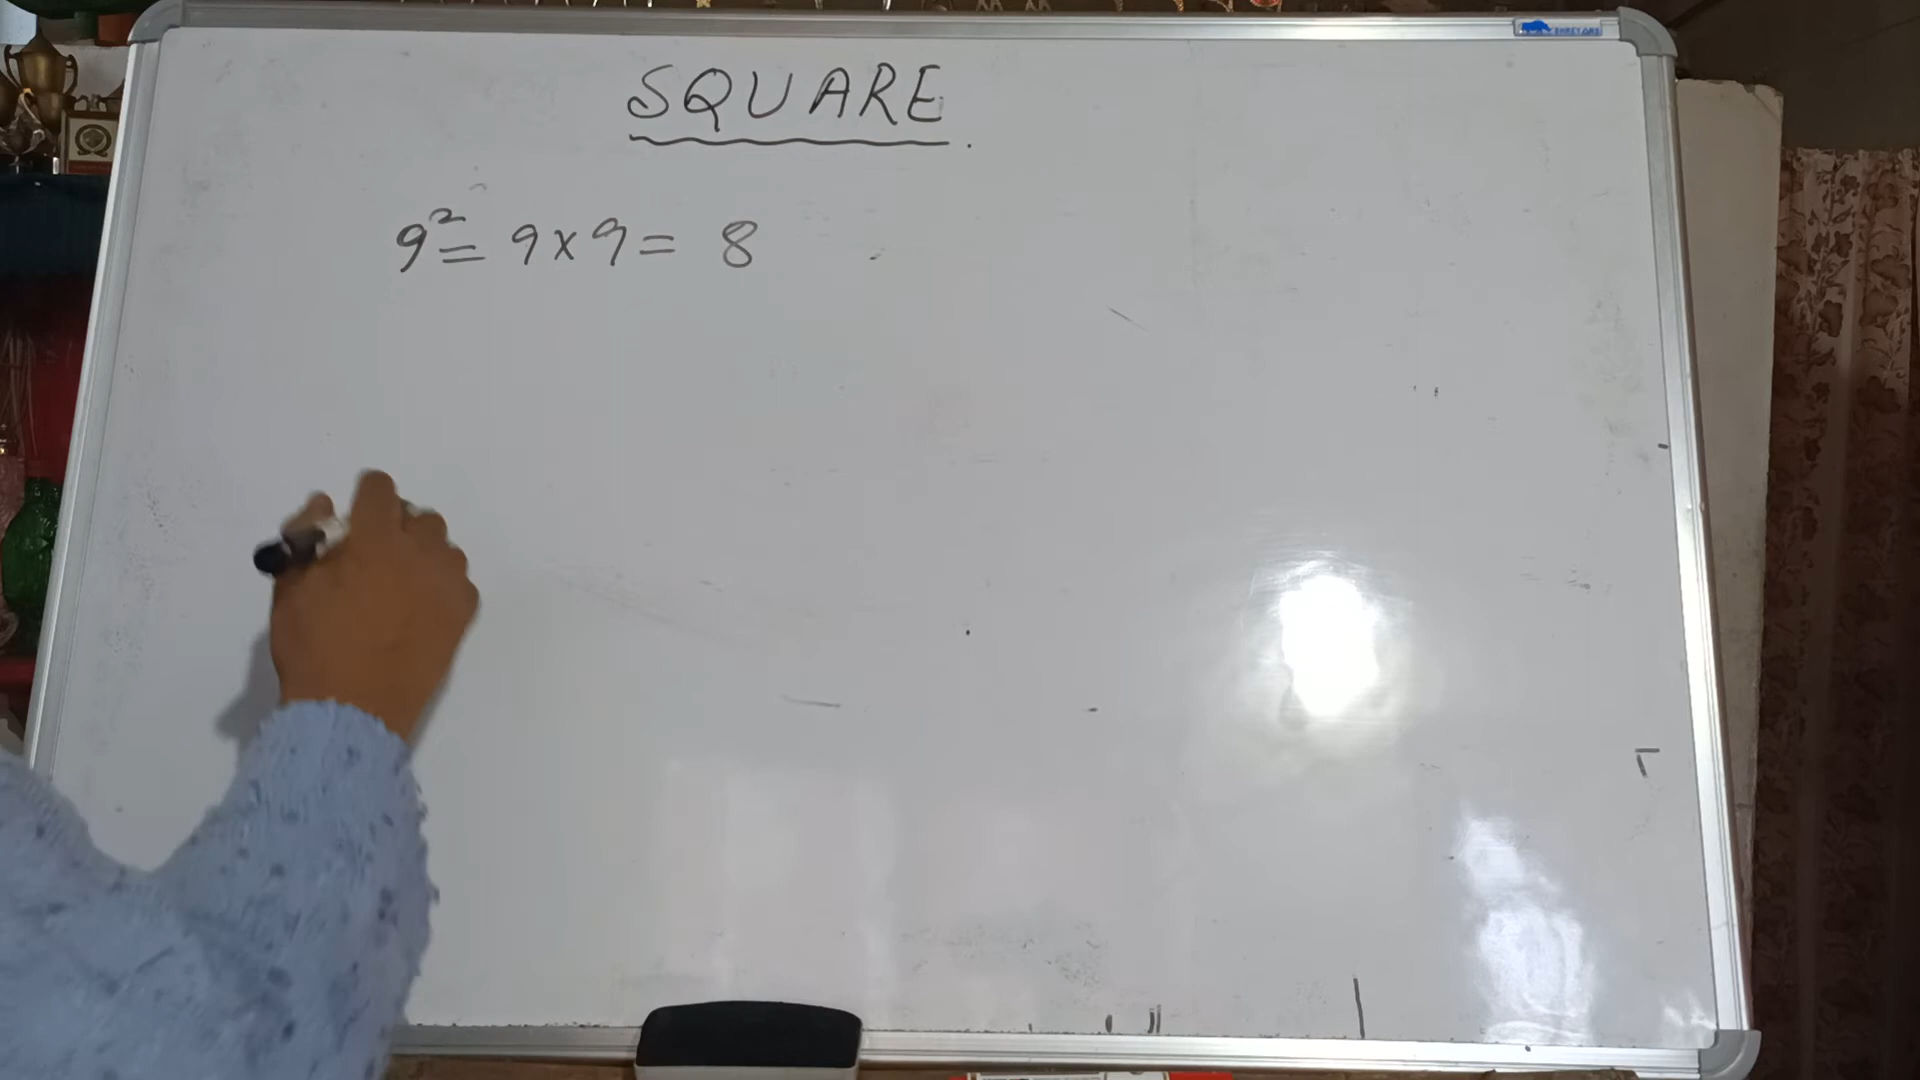 SQUARE.
9² = 9 × 9 = 8